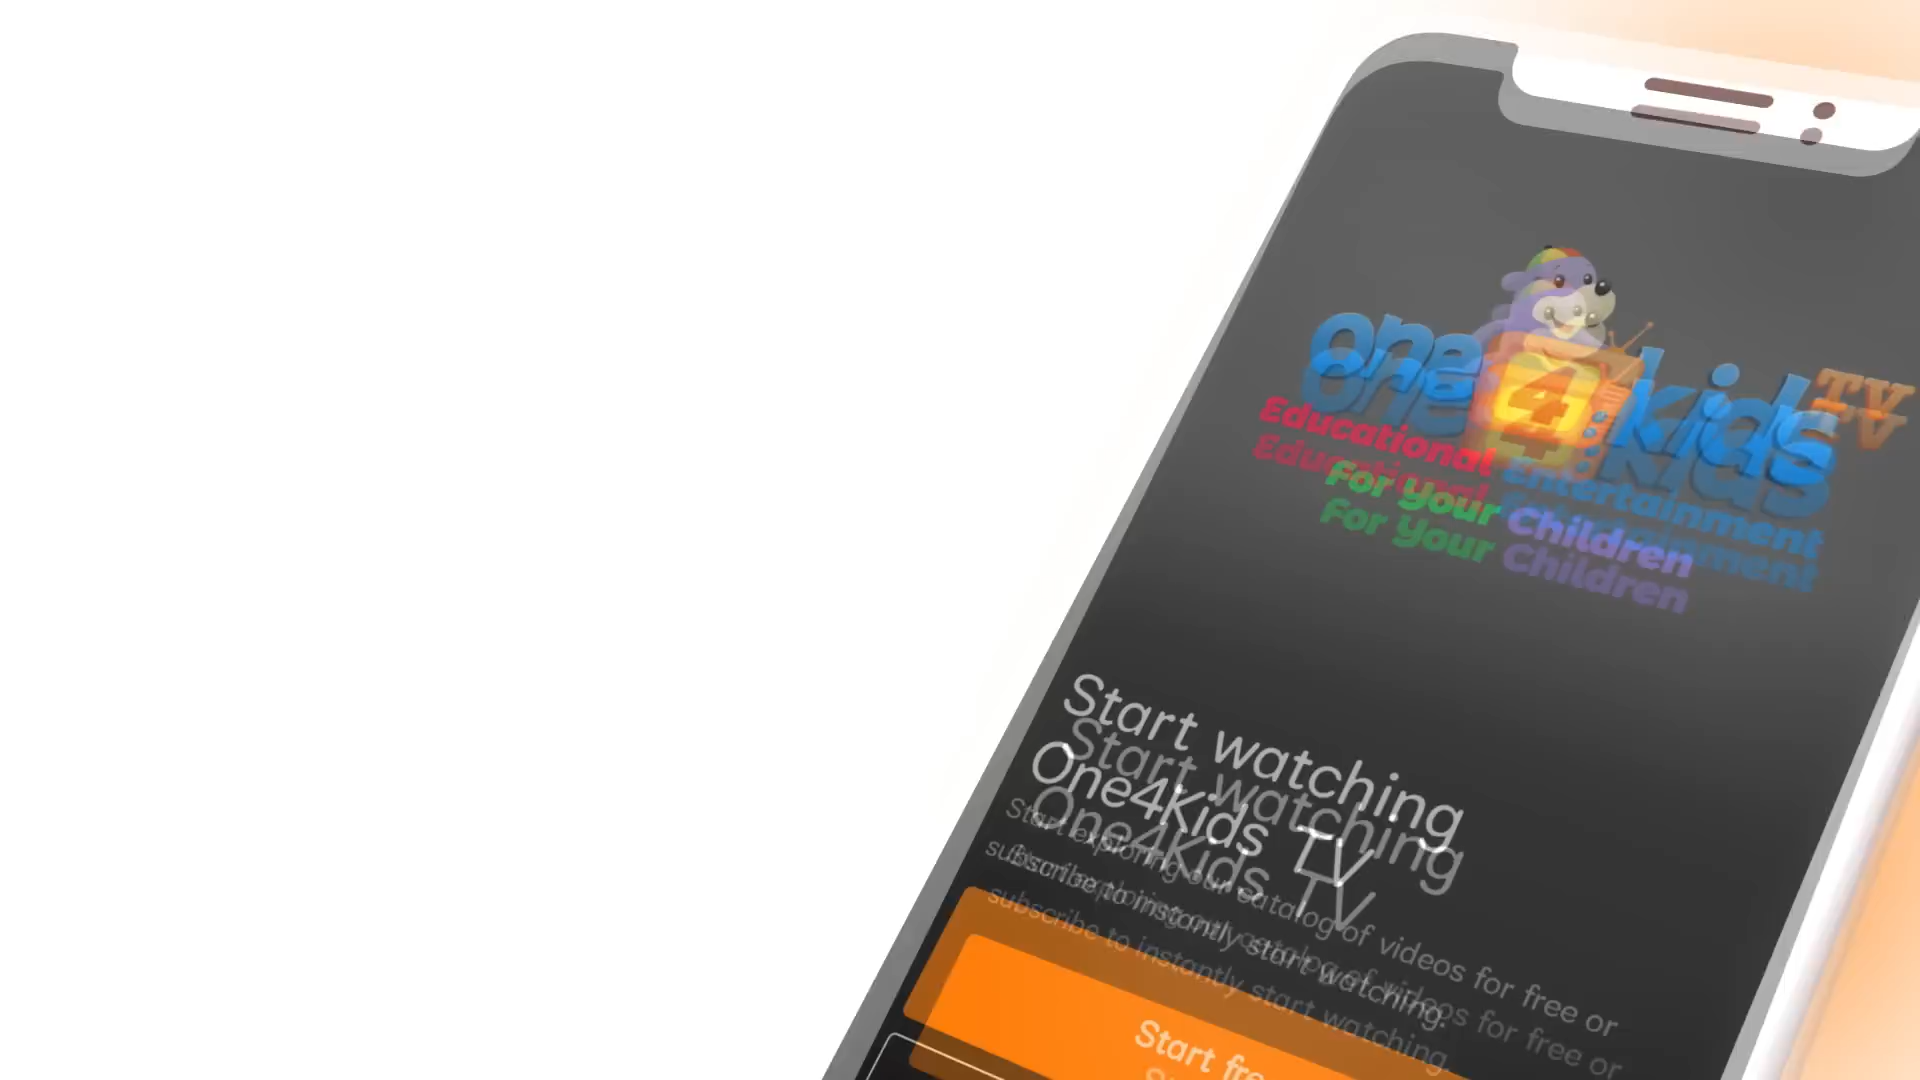 one4kids TV
Educational Entertainment
For Your Children
Start watching
One4Kids TV
Start exploring our catalog of videos for free or
subscribe to instantly start watching.
Start